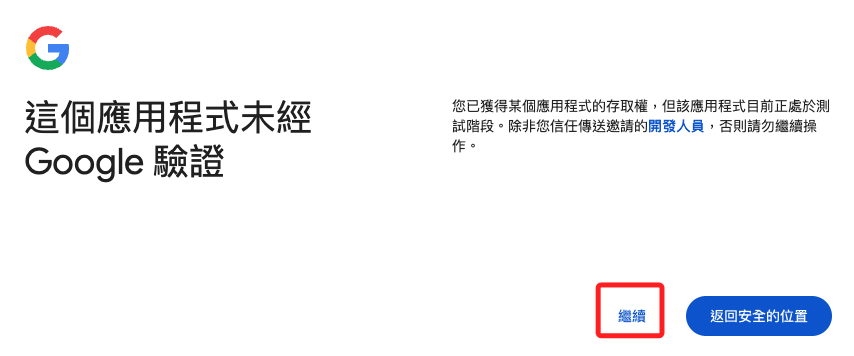 這個應用程式未經
Google 驗證
您已獲得某個應用程式的存取權，但該應用程式目前正處於測
試階段。除非您信任傳送邀請的開發人員，否則請勿繼續操
作。
繼續
返回安全的位置